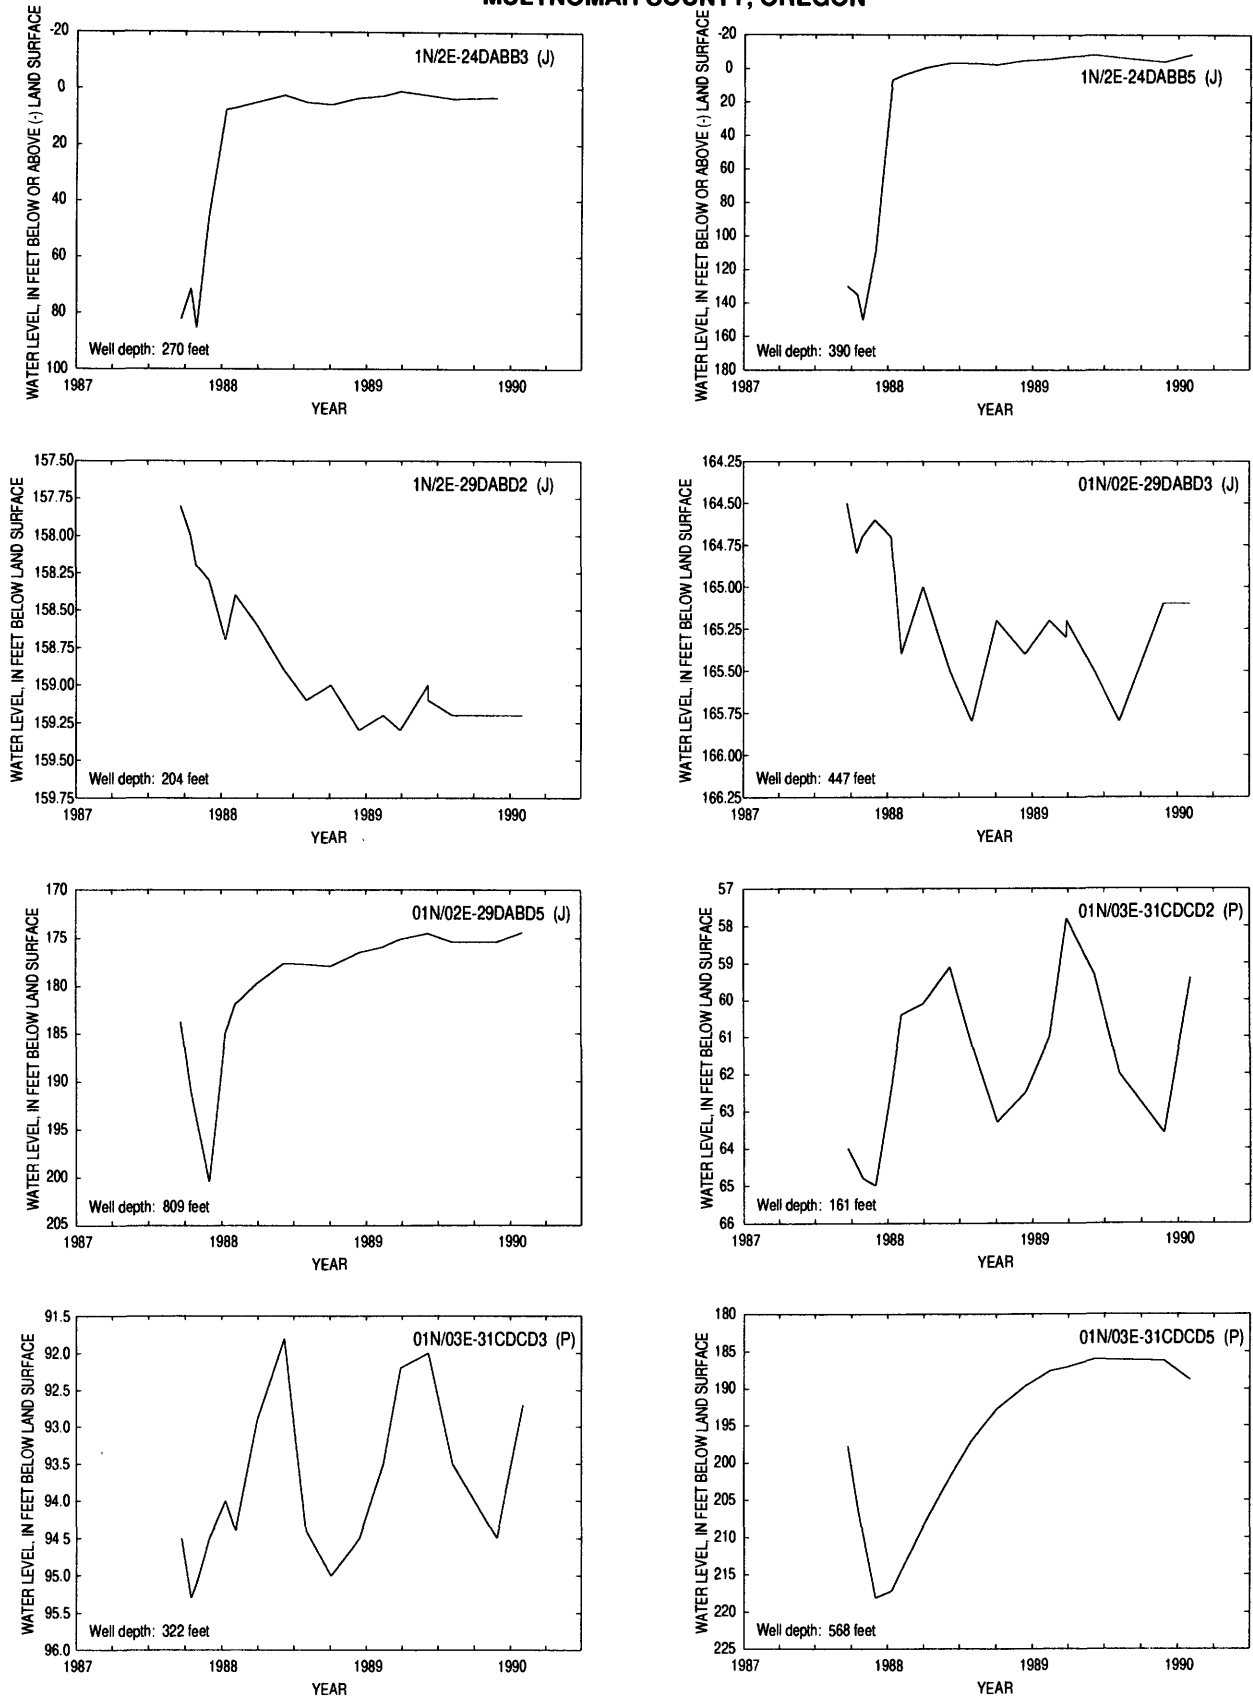 MULTNOMAH COUNTY, OREGON
WATER LEVEL, IN FEET BELOW OR ABOVE (-) LAND SURFACE
-20
0
20
40
60
80
100
1N/2E-24DABB3 (J)
Well depth: 270 feet
1987 1988 1989 1990
YEAR
WATER LEVEL, IN FEET BELOW OR ABOVE (-) LAND SURFACE
-20
0
20
40
60
80
100
120
140
160
180
1N/2E-24DABB5 (J)
Well depth: 390 feet
1987 1988 1989 1990
YEAR
WATER LEVEL, IN FEET BELOW LAND SURFACE
157.50
157.75
158.00
158.25
158.50
158.75
159.00
159.25
159.50
159.75
1N/2E-29DABD2 (J)
Well depth: 204 feet
1987 1988 1989 1990
YEAR
WATER LEVEL, IN FEET BELOW LAND SURFACE
164.25
164.50
164.75
165.00
165.25
165.50
165.75
166.00
166.25
01N/02E-29DABD3 (J)
Well depth: 447 feet
1987 1988 1989 1990
YEAR
WATER LEVEL, IN FEET BELOW LAND SURFACE
170
175
180
185
190
195
200
205
01N/02E-29DABD5 (J)
Well depth: 809 feet
1987 1988 1989 1990
YEAR
WATER LEVEL, IN FEET BELOW LAND SURFACE
57
58
59
60
61
62
63
64
65
66
01N/03E-31CDCD2 (P)
Well depth: 161 feet
1987 1988 1989 1990
YEAR
WATER LEVEL, IN FEET BELOW LAND SURFACE
91.5
92.0
92.5
93.0
93.5
94.0
94.5
95.0
95.5
96.0
01N/03E-31CDCD3 (P)
Well depth: 322 feet
1987 1988 1989 1990
YEAR
WATER LEVEL, IN FEET BELOW LAND SURFACE
180
185
190
195
200
205
210
215
220
225
01N/03E-31CDCD5 (P)
Well depth: 568 feet
1987 1988 1989 1990
YEAR